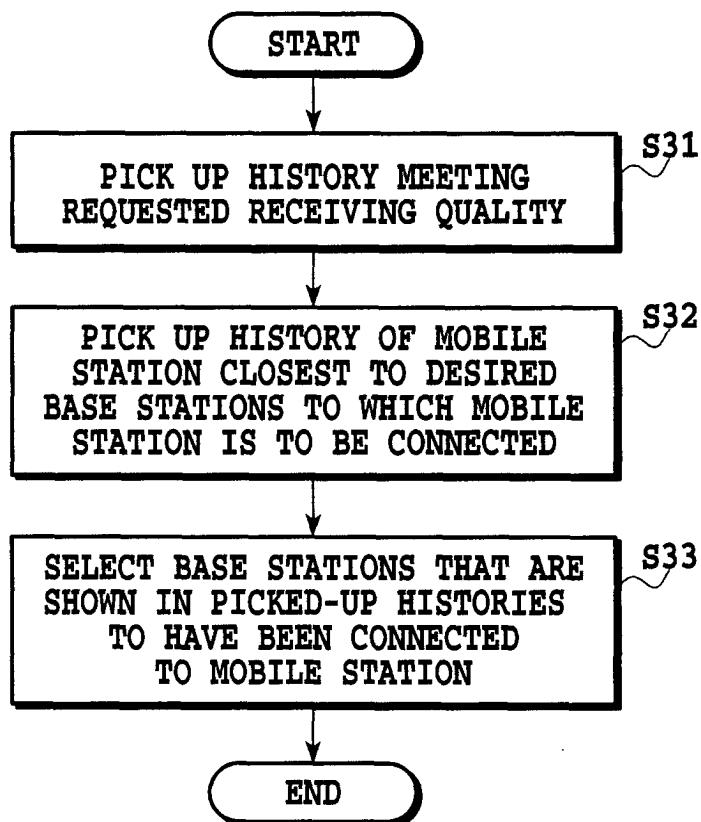 START
S31
PICK UP HISTORY MEETING
REQUESTED RECEIVING QUALITY
S32
PICK UP HISTORY OF MOBILE
STATION CLOSEST TO DESIRED
BASE STATIONS TO WHICH MOBILE
STATION IS TO BE CONNECTED
S33
SELECT BASE STATIONS THAT ARE
SHOWN IN PICKED-UP HISTORIES
TO HAVE BEEN CONNECTED
TO MOBILE STATION
END